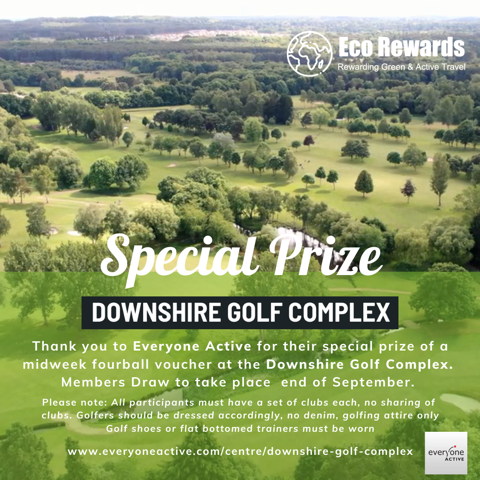 Eco Rewards
Rewarding Green & Active Travel
Special Prize
DOWNSHIRE GOLF COMPLEX
Thank you to Everyone Active for their special prize of a
midweek fourball voucher at the Downshire Golf Complex.
Members Draw to take place end of September.
Please note: All participants must have a set of clubs each, no sharing of
clubs. Golfers should be dressed accordingly, no denim, golfing attire only
Golf shoes or flat bottomed trainers must be worn
www.everyoneactive.com/centre/downshire-golf-complex
everyone
ACTIVE